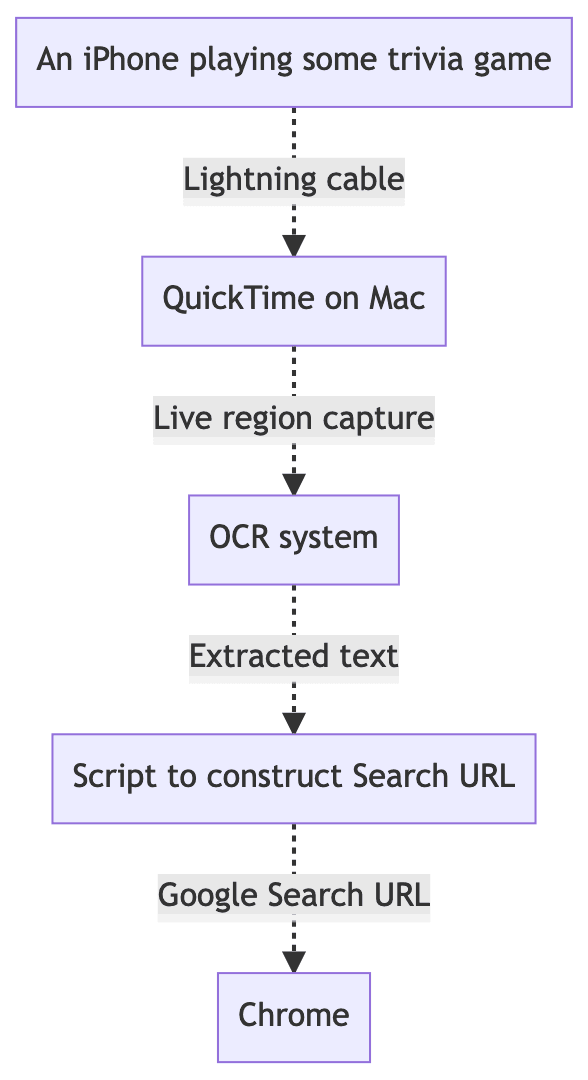 An iPhone playing some trivia game
Lightning cable
QuickTime on Mac
Live region capture
OCR system
Extracted text
Script to construct Search URL
Google Search URL
Chrome